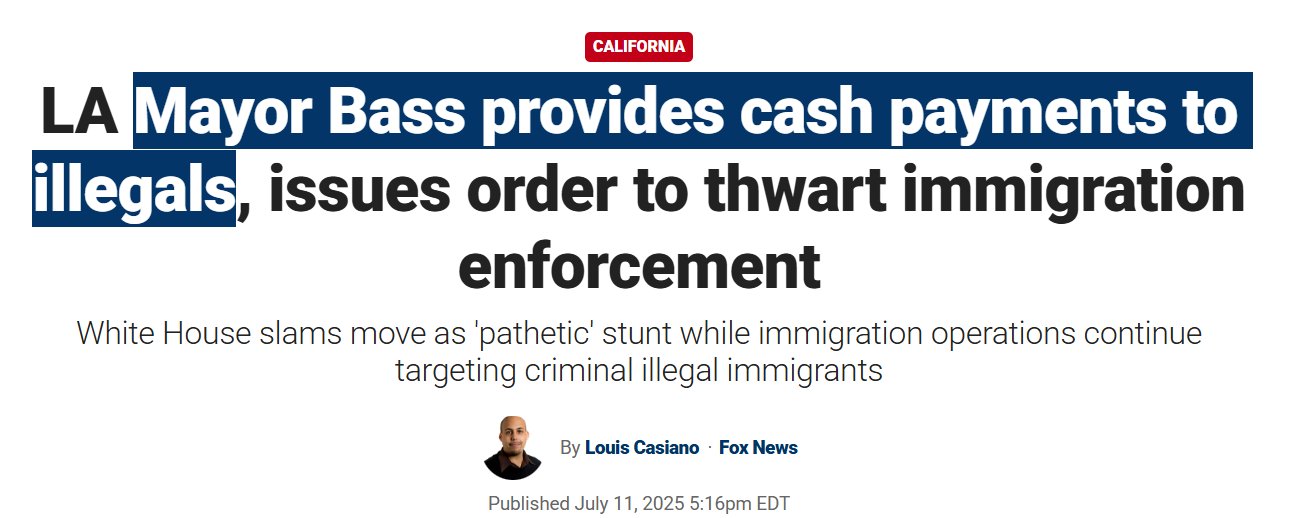 CALIFORNIA
LA Mayor Bass provides cash payments to
illegals, issues order to thwart immigration
enforcement
White House slams move as 'pathetic' stunt while immigration operations continue
targeting criminal illegal immigrants
By Louis Casiano · Fox News
Published July 11, 2025 5:16pm EDT